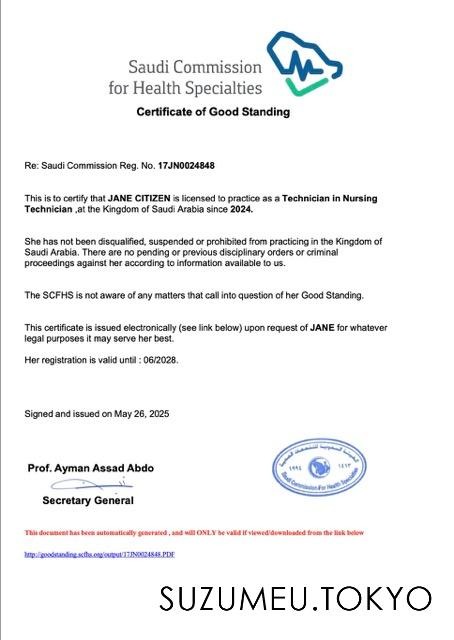 Saudi Commission
for Health Specialties
Certificate of Good Standing
Re: Saudi Commission Reg. No. 17JN0024848
This is to certify that JANE CITIZEN is licensed to practice as a Technician in Nursing
Technician ,at the Kingdom of Saudi Arabia since 2024.
She has not been disqualified, suspended or prohibited from practicing in the Kingdom of
Saudi Arabia. There are no pending or previous disciplinary orders or criminal
proceedings against her according to information available to us.
The SCFHS is not aware of any matters that call into question of her Good Standing.
This certificate is issued electronically (see link below) upon request of JANE for whatever
legal purposes it may serve her best.
Her registration is valid until : 06/2028.
Signed and issued on May 26, 2025
الهيئة السعودية للتخصصات الصحية
١٩٩٤ ١٤١٣
Saudi Commission For Health Specialties
Prof. Ayman Assad Abdo
Secretary General
This document has been automatically generated , and will ONLY be valid if viewed/downloaded from the link below
http://goodstanding.scfhs.org/output/17JN0024848.PDF
SUZUMEU.TOKYO